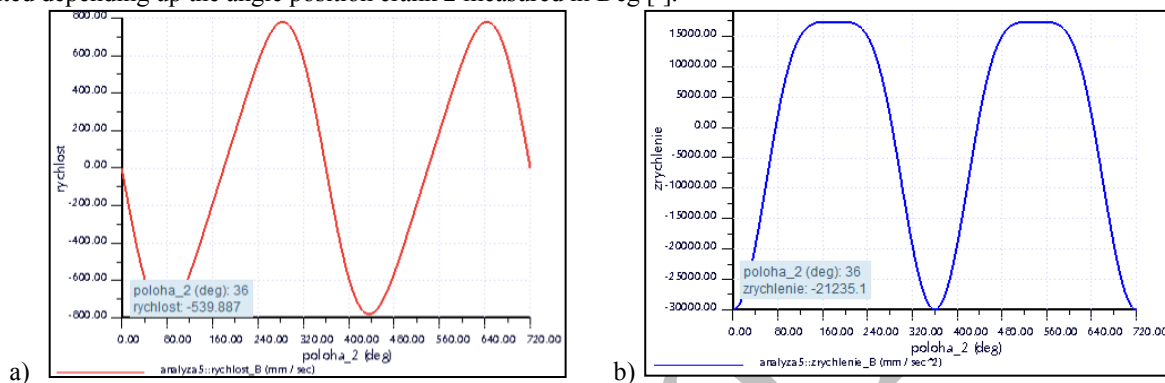 ated depending up the angle position crank 2 measured in Deg [°].
800.00
600.00
400.00
200.00
0.00
-200.00
-400.00
-600.00
-800.00
rychlost
poloha_2 (deg): 36
rychlost: -539.887
0.00 80.00 160.00 240.00 320.00 400.00 480.00 560.00 640.00 720.00
poloha_2 (deg)
a)
analyza5::rychlost_B (mm / sec)
15000.00
10000.00
5000.00
0.00
-5000.00
-10000.00
-15000.00
-20000.00
-25000.00
-30000.00
zrychlenie
poloha_2 (deg): 36
zrychlenie: -21235.1
0.00 80.00 160.00 240.00 320.00 400.00 480.00 560.00 640.00 720.00
poloha_2 (deg)
b)
analyza5::zrychlenie_B (mm / sec^2)